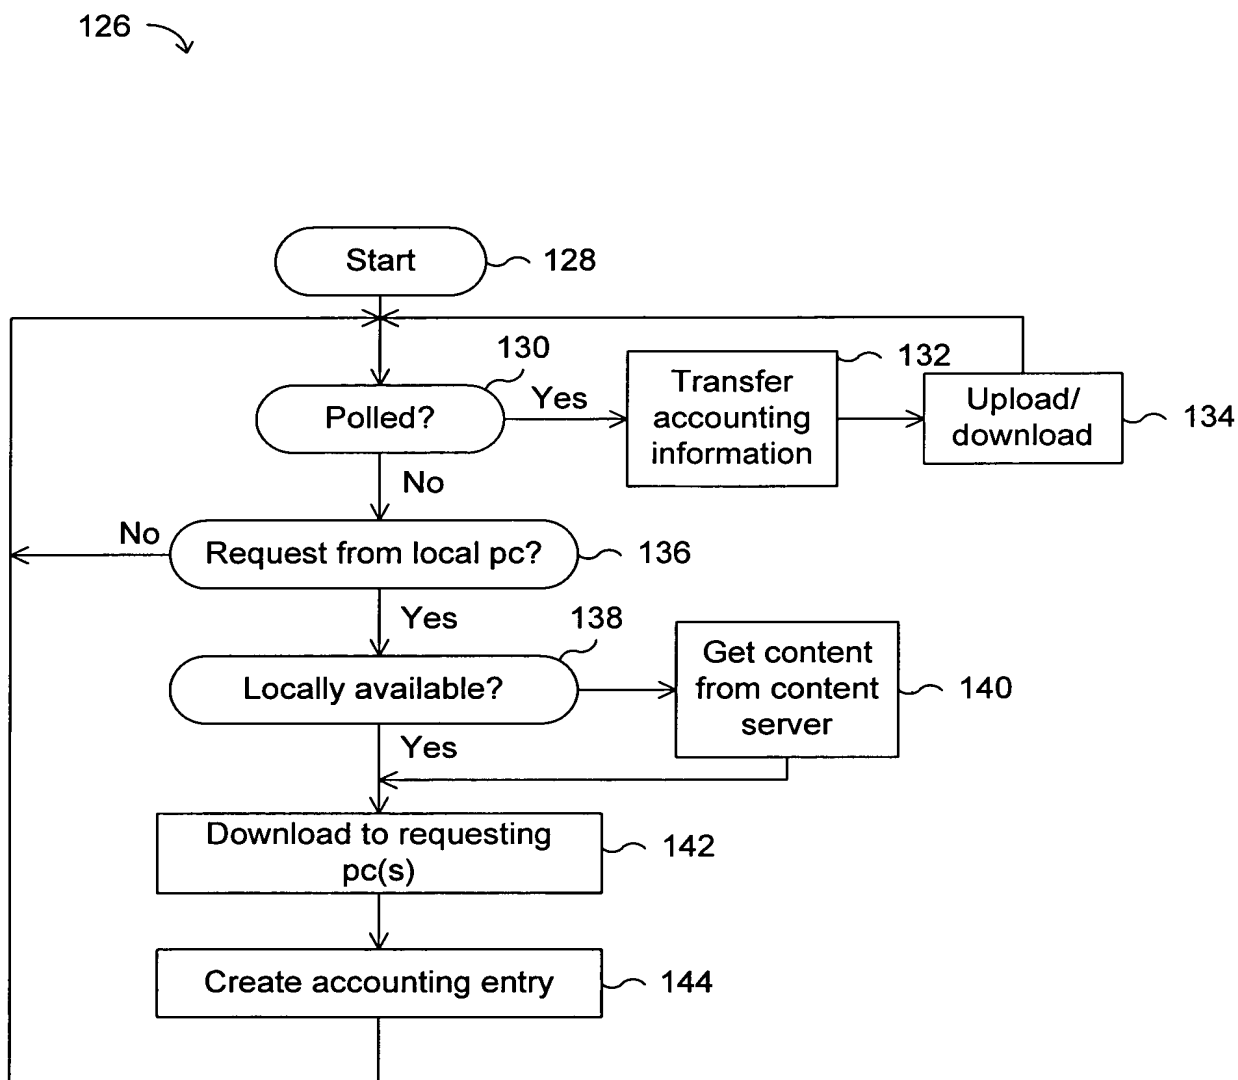 126
Start
128
130
Polled?
Yes
Transfer
accounting
information
132
Upload/
download
134
No
No
Request from local pc?
136
Yes
138
Locally available?
Get content
from content
server
140
Yes
Download to requesting
pc(s)
142
Create accounting entry
144